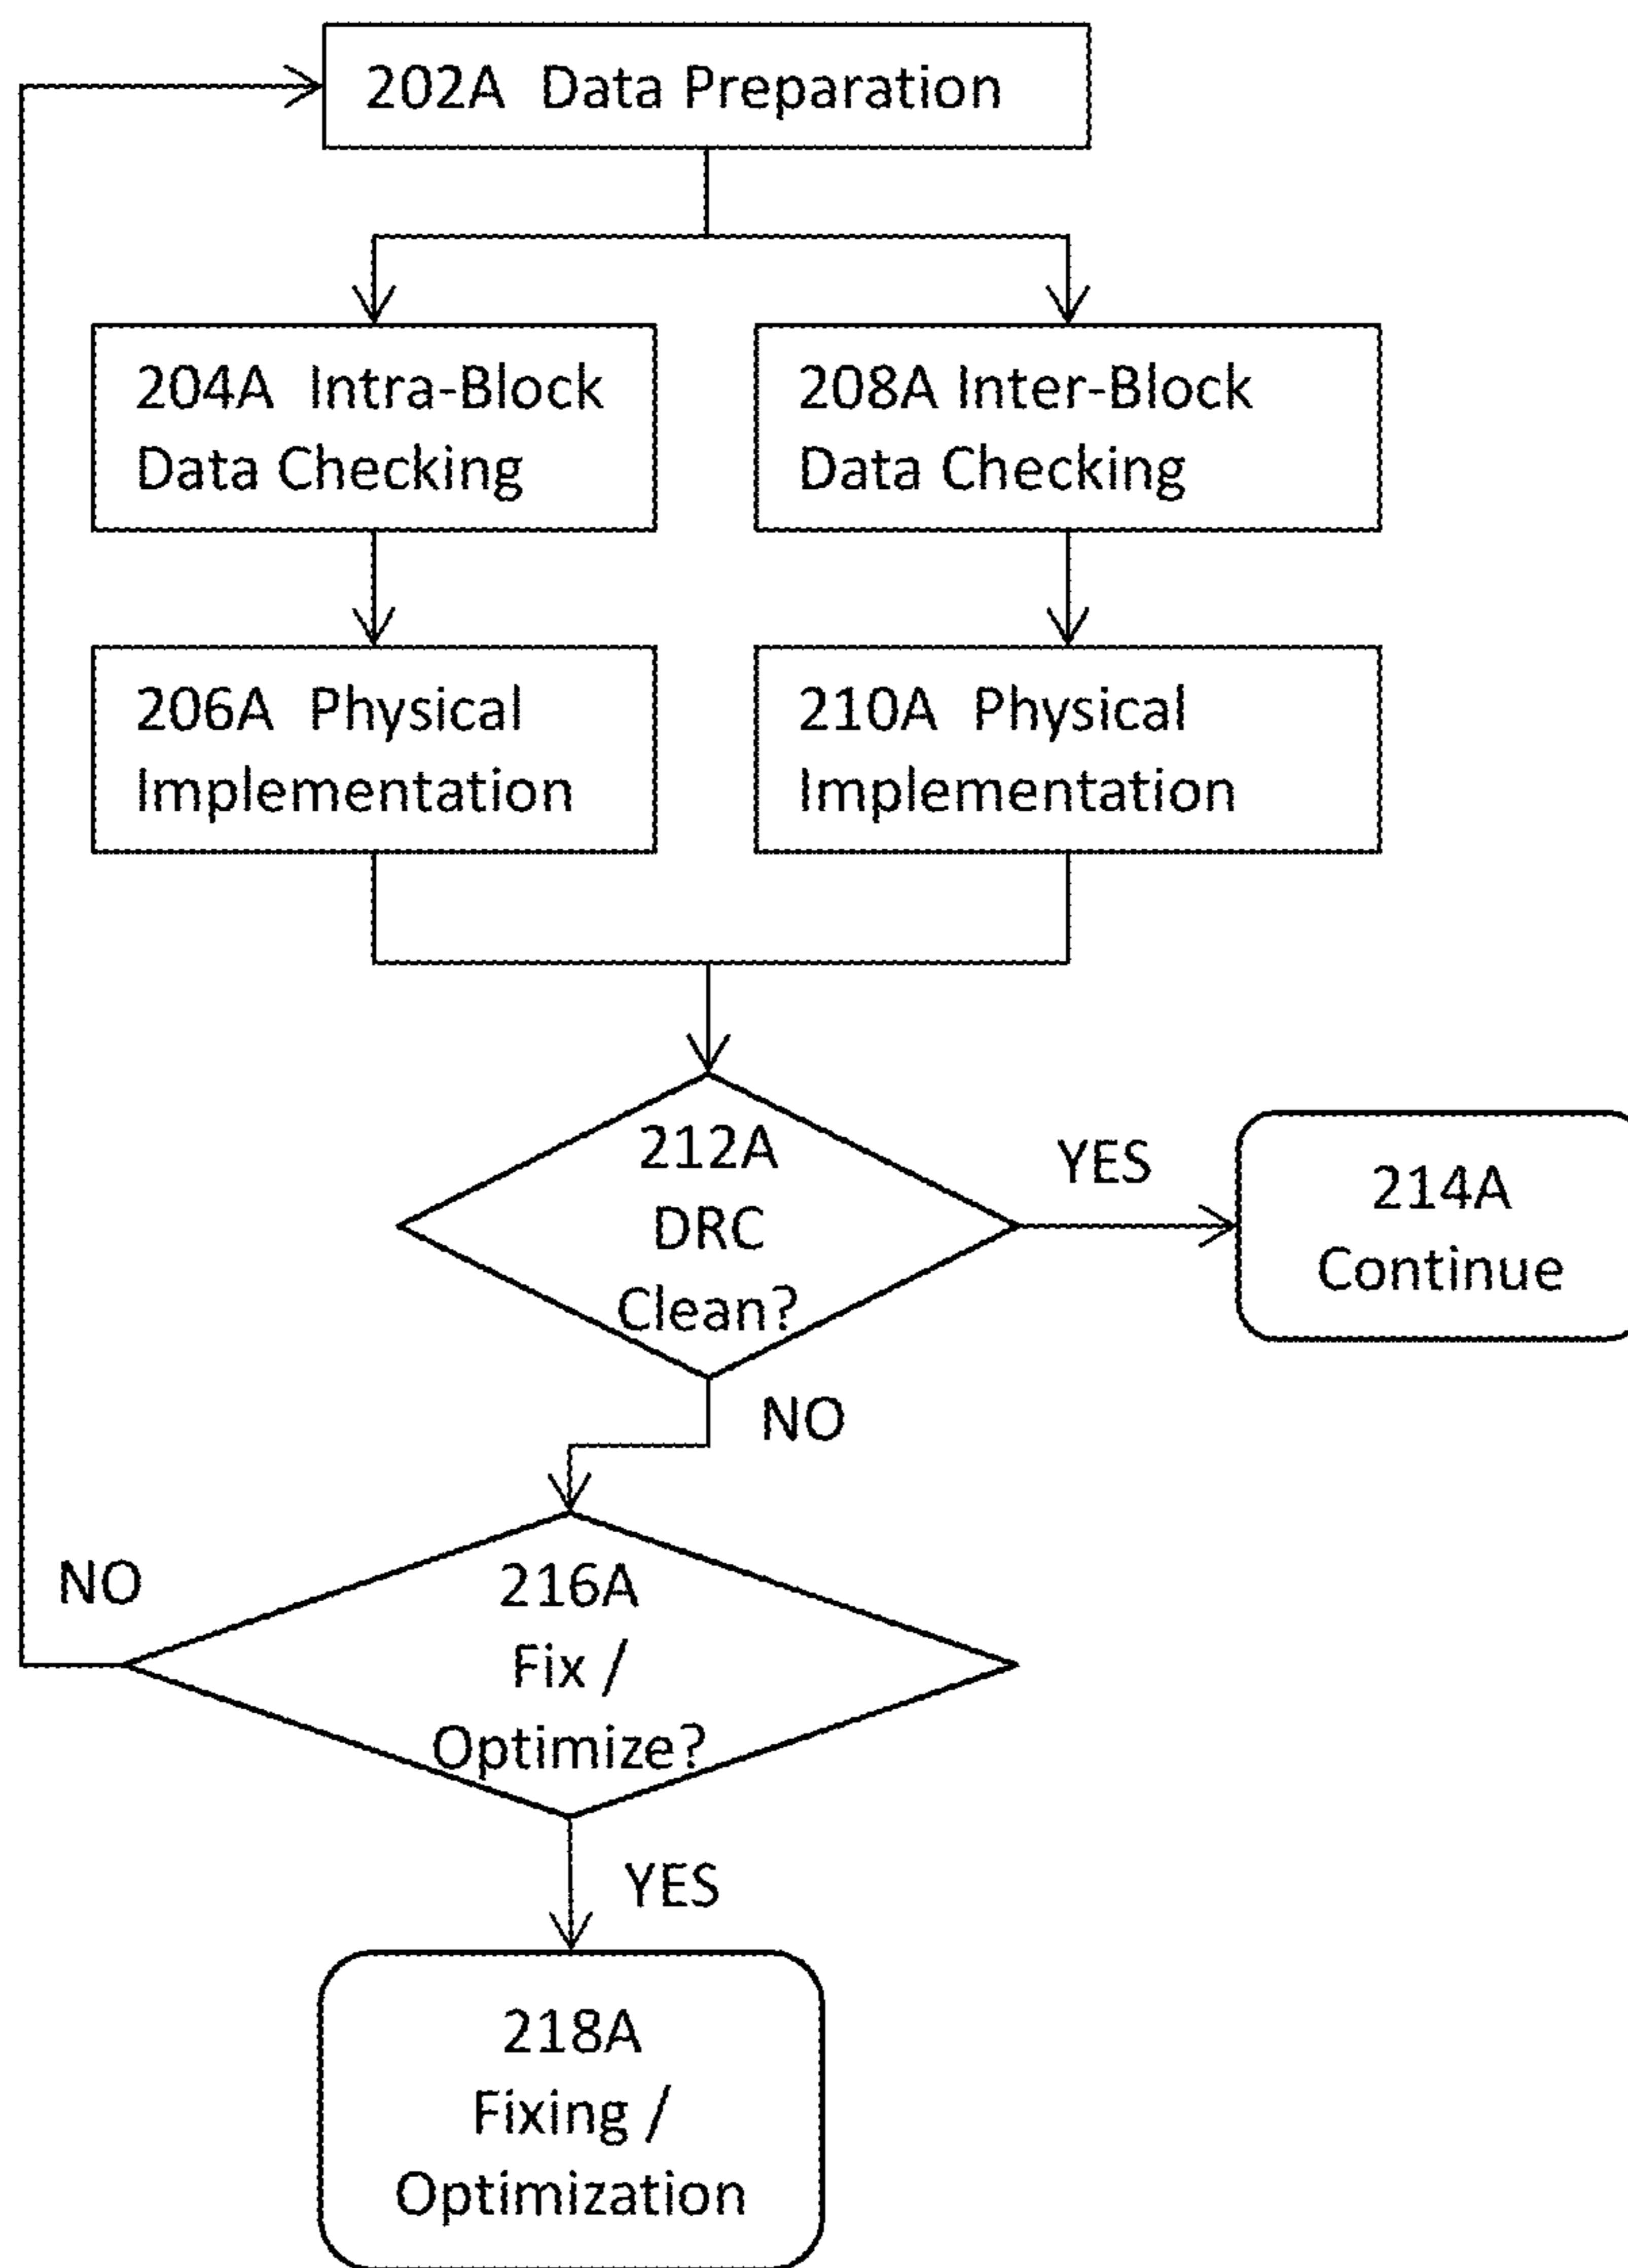 202A  Data Preparation
204A  Intra-Block
Data Checking
208A Inter-Block
Data Checking
206A  Physical
Implementation
210A  Physical
Implementation
212A
DRC
Clean?
YES
214A
Continue
NO
NO
216A
Fix /
Optimize?
YES
218A
Fixing /
Optimization